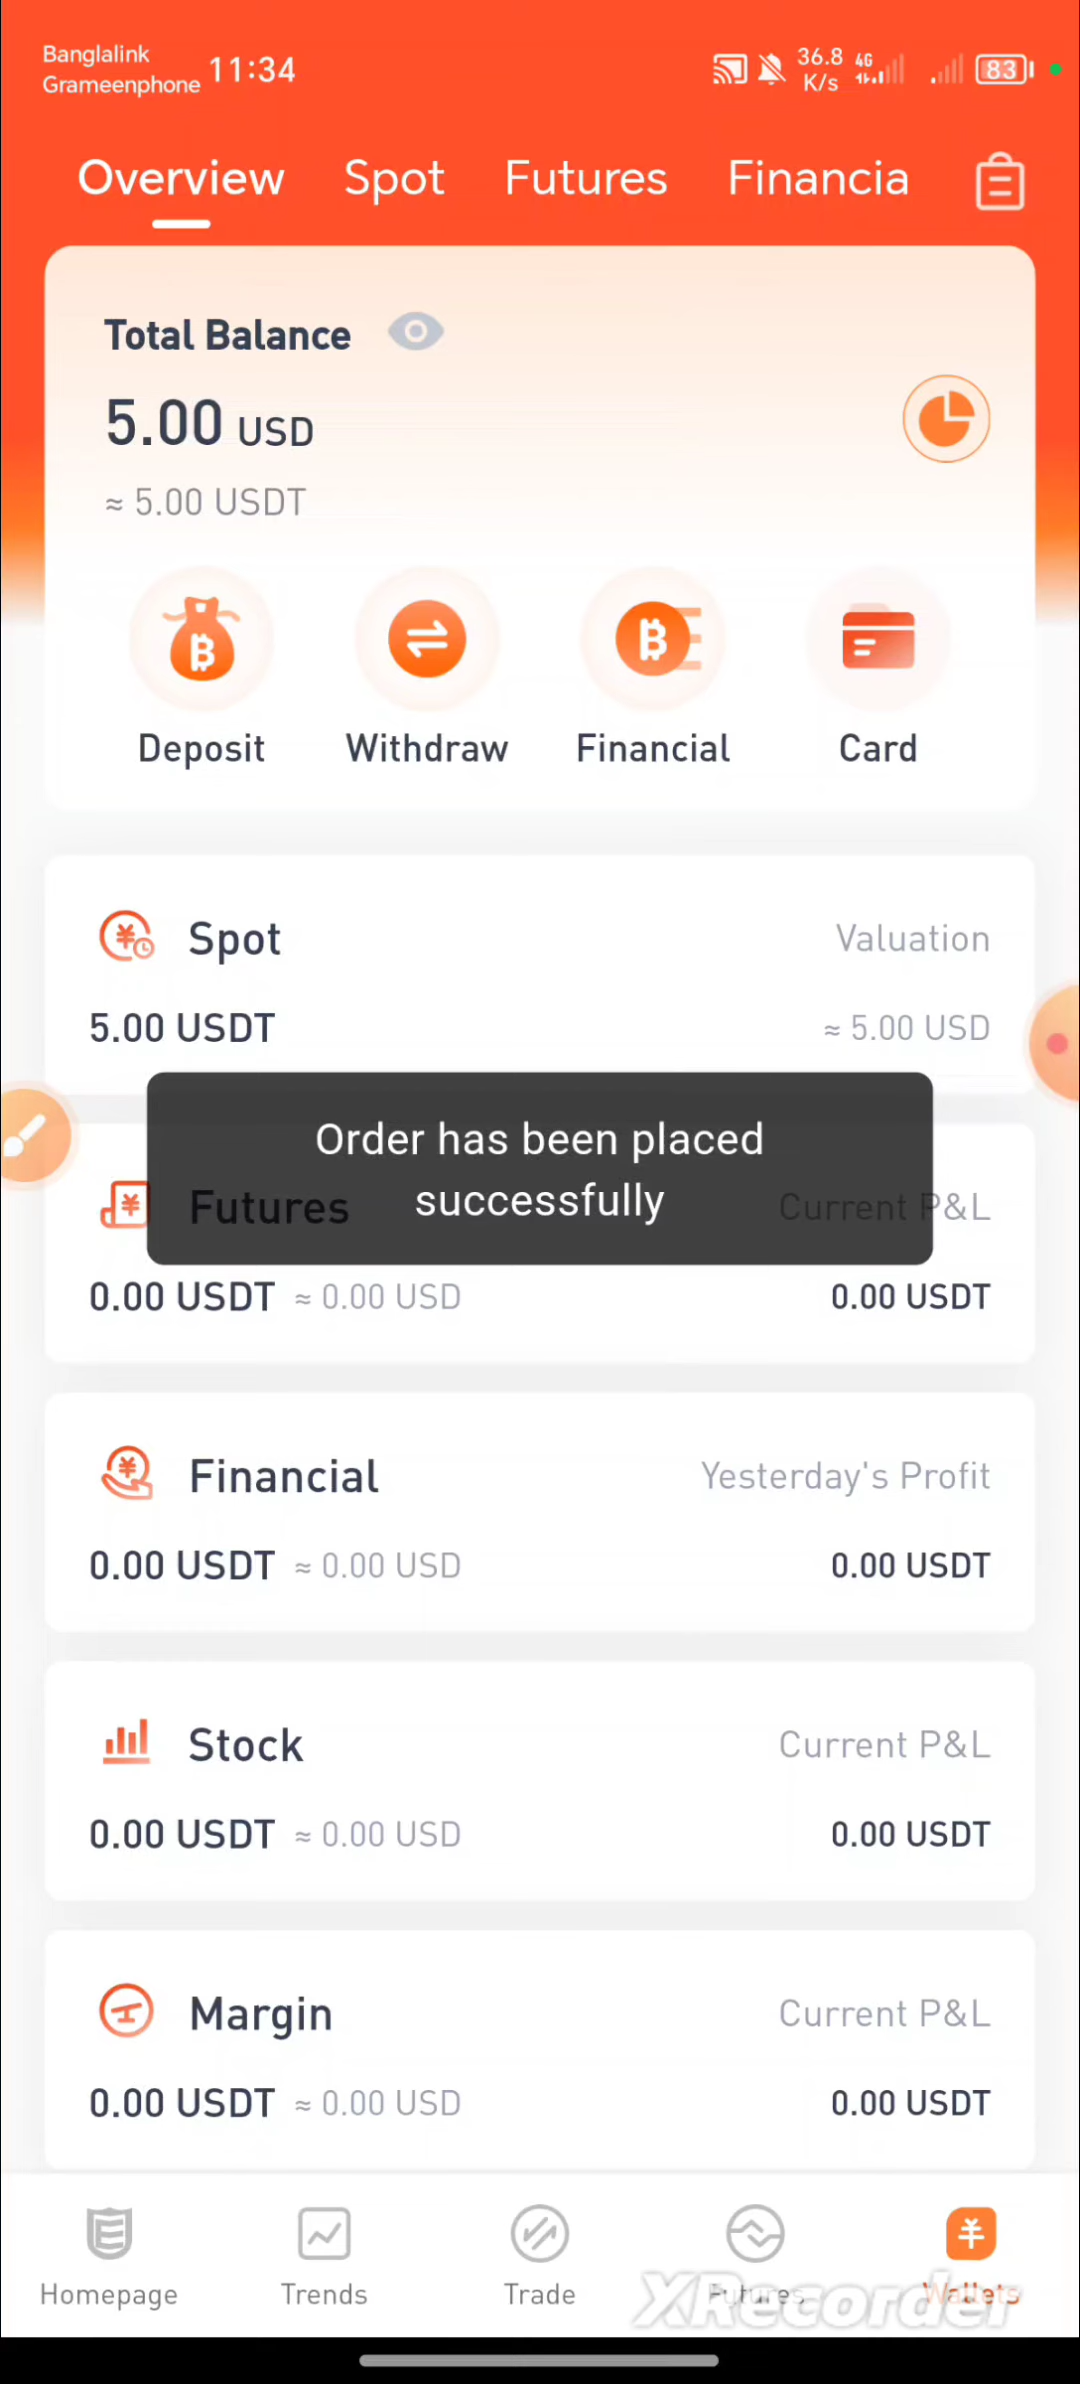 Banglalink
Grameenphone 11:34 36.8 K/s 4G 83
Overview Spot Futures Financia
Total Balance
5.00 USD
≈ 5.00 USDT
Deposit Withdraw Financial Card
Spot Valuation
5.00 USDT ≈ 5.00 USD
Order has been placed
successfully
Futures Current P&L
0.00 USDT ≈ 0.00 USD 0.00 USDT
Financial Yesterday's Profit
0.00 USDT ≈ 0.00 USD 0.00 USDT
Stock Current P&L
0.00 USDT ≈ 0.00 USD 0.00 USDT
Margin Current P&L
0.00 USDT ≈ 0.00 USD 0.00 USDT
Homepage Trends Trade Futures Wallets
XRecorder